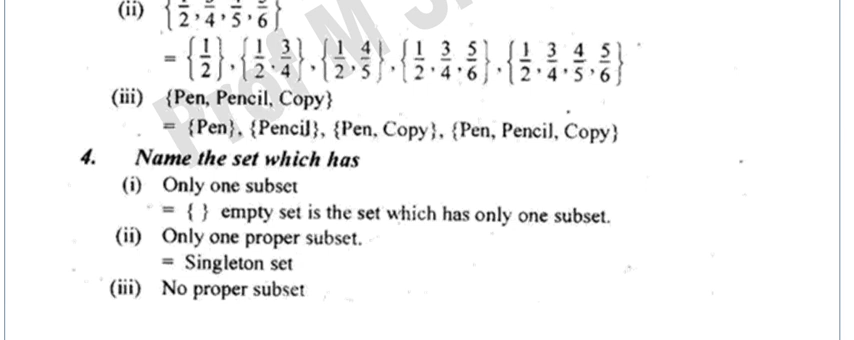 (ii) {1/2, 3/4, 4/5, 5/6}
= {1/2}, {1/2, 3/4}, {1/2, 4/5}, {1/2, 3/4, 5/6}, {1/2, 3/4, 4/5, 5/6}
(iii) {Pen, Pencil, Copy}
= {Pen}, {Pencil}, {Pen, Copy}, {Pen, Pencil, Copy}
4. Name the set which has
(i) Only one subset
= { } empty set is the set which has only one subset.
(ii) Only one proper subset.
= Singleton set
(iii) No proper subset
Prof M